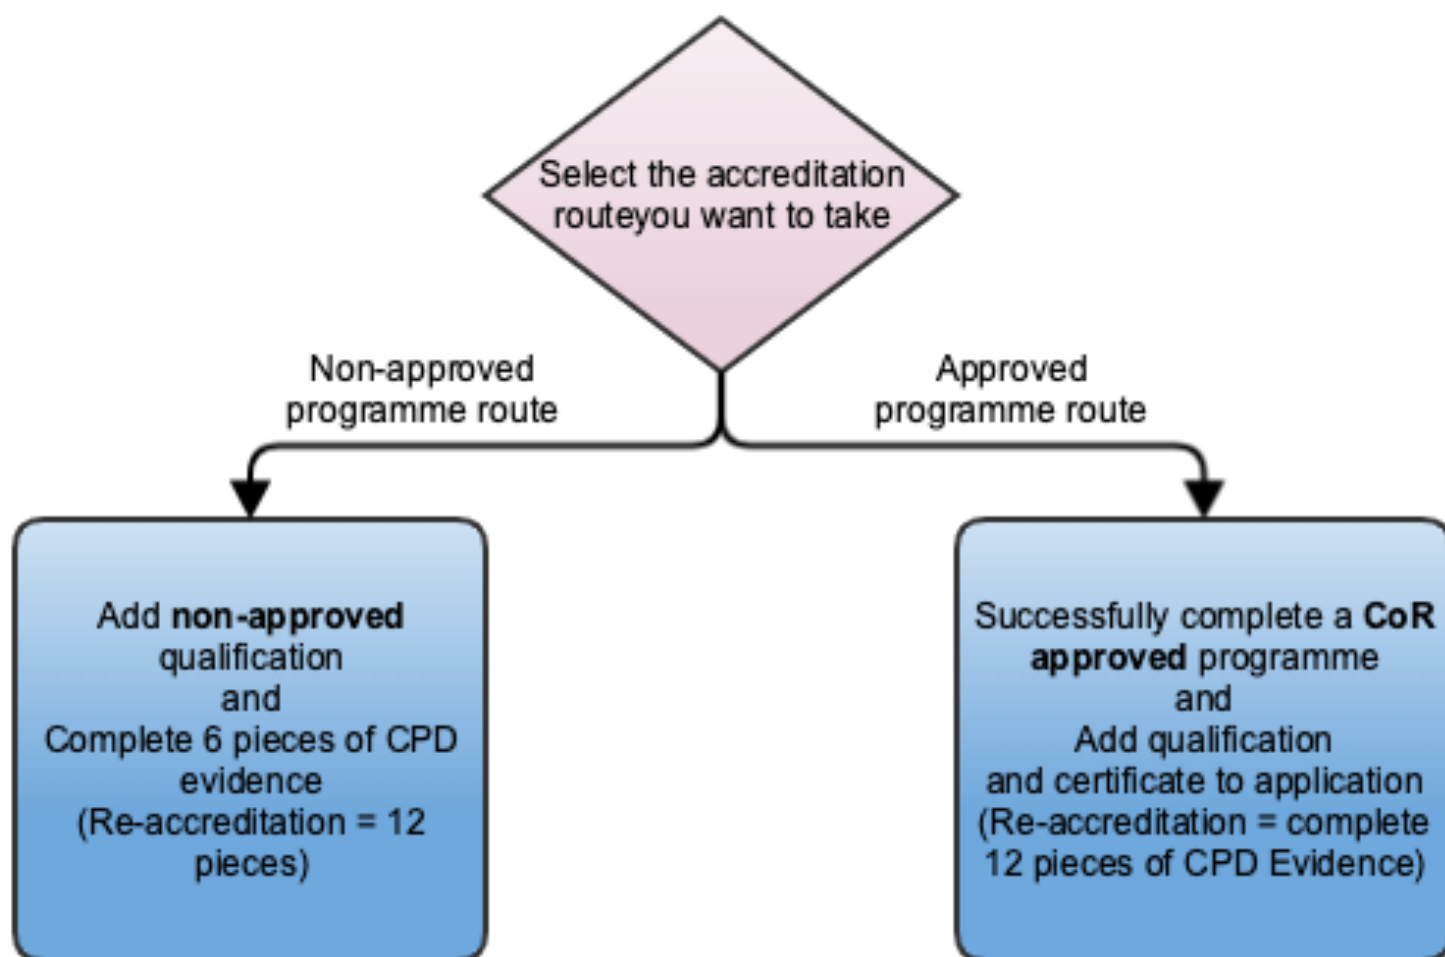 Select the accreditation
routeyou want to take
Non-approved
programme route
Approved
programme route
Add non-approved
qualification
and
Complete 6 pieces of CPD
evidence
(Re-accreditation = 12
pieces)
Successfully complete a CoR
approved programme
and
Add qualification
and certificate to application
(Re-accreditation = complete
12 pieces of CPD Evidence)